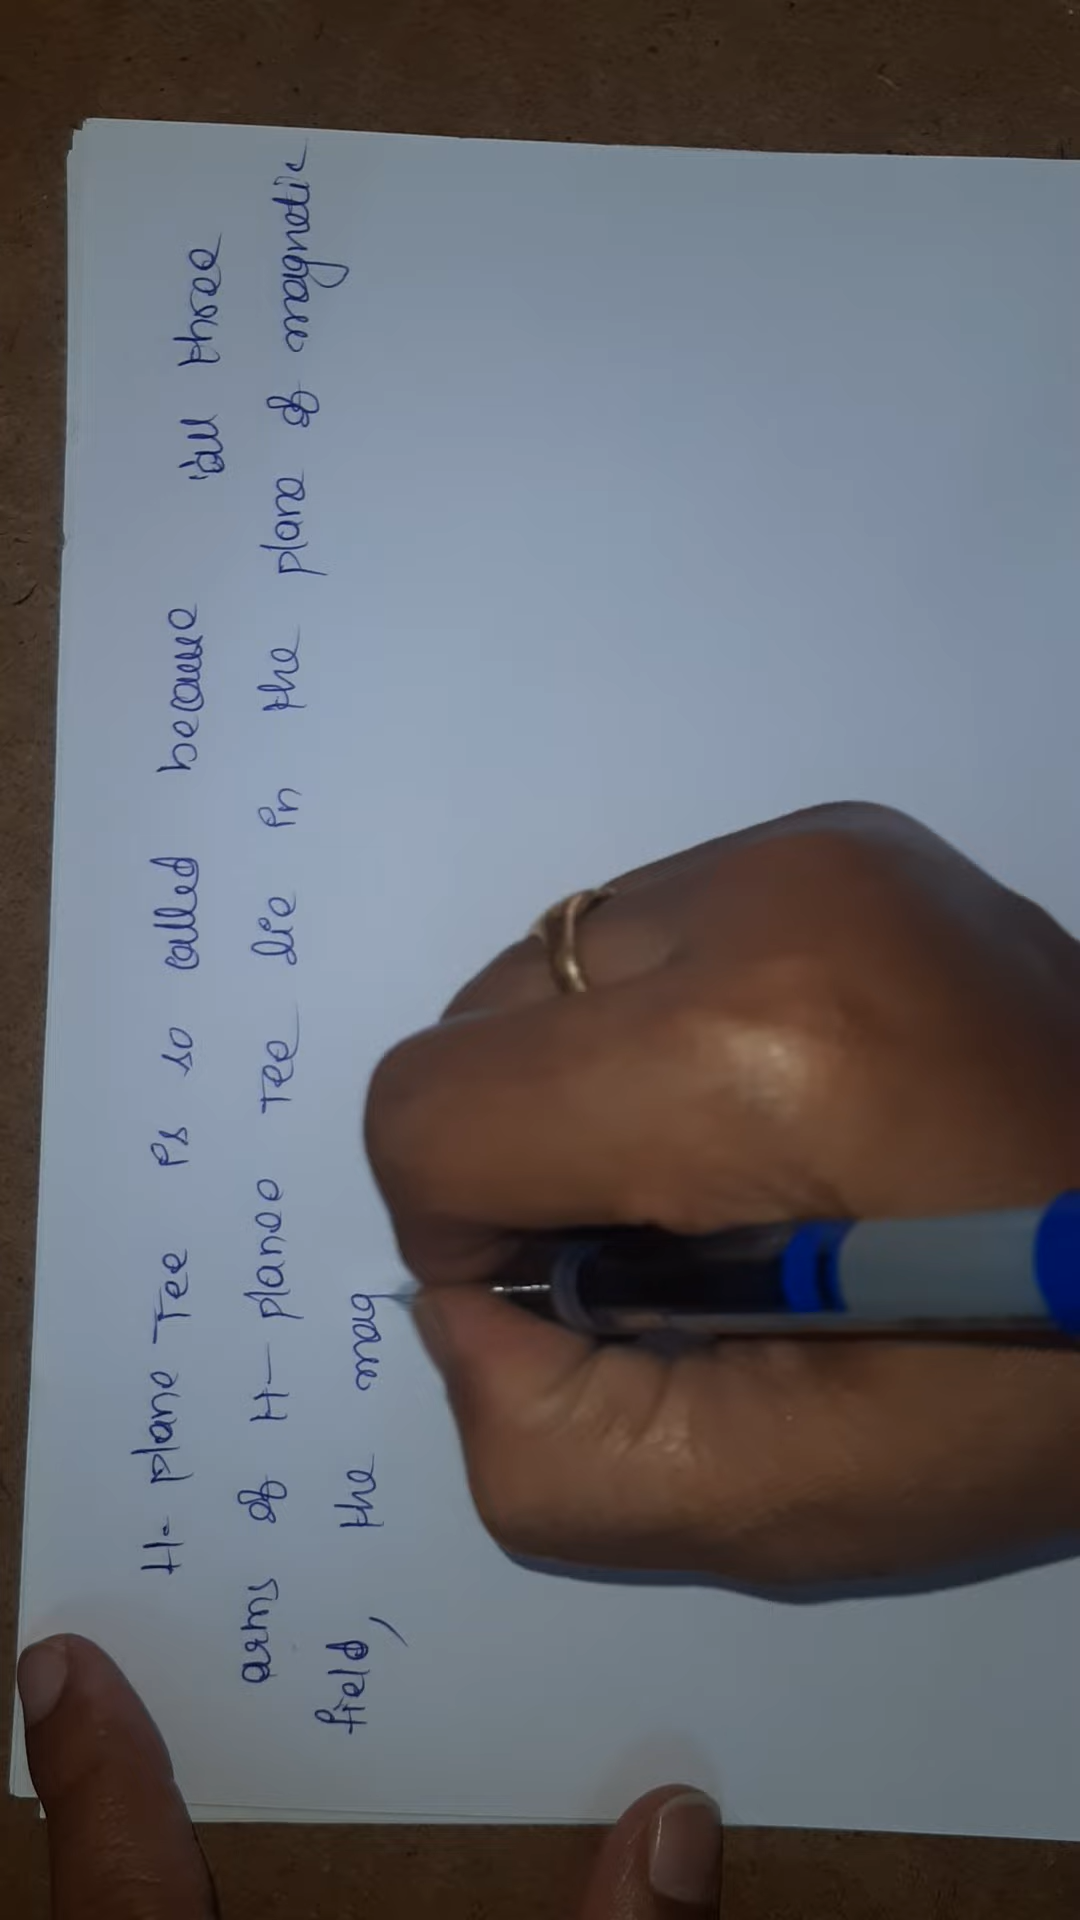 H- plane Tee is so called because all three
arms of H- plane Tee lie in the plane of magnetic
field, the mag